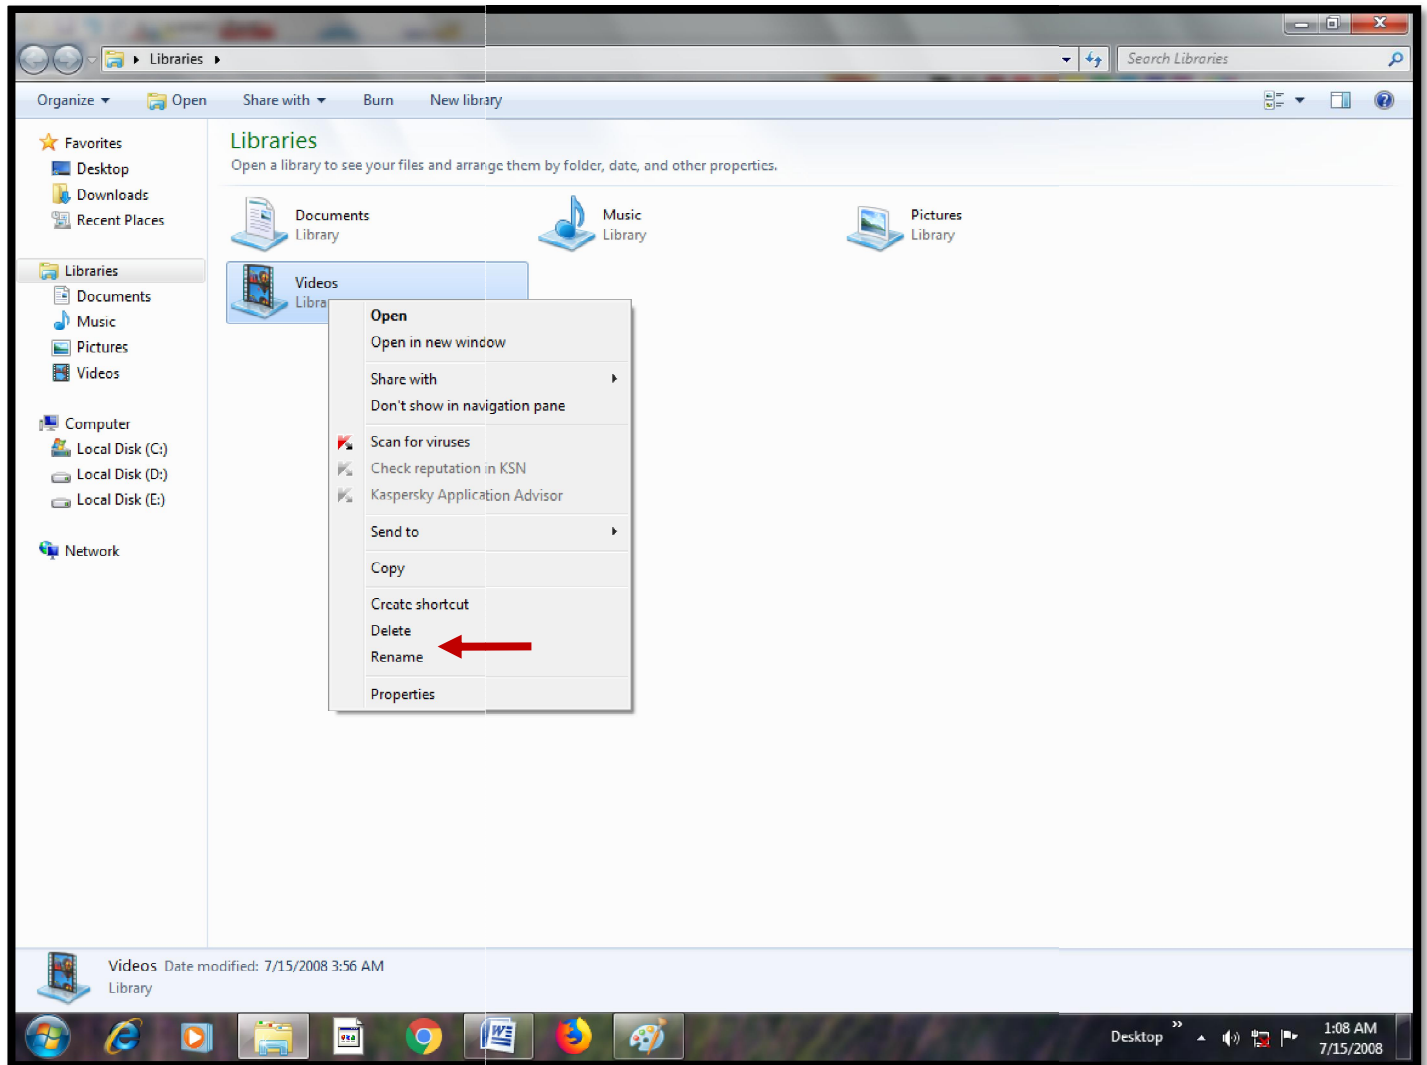 Libraries
Search Libraries
Organize Open Share with Burn New library
Favorites
Desktop
Downloads
Recent Places
Libraries
Documents
Music
Pictures
Videos
Computer
Local Disk (C:)
Local Disk (D:)
Local Disk (E:)
Network
Libraries
Open a library to see your files and arrange them by folder, date, and other properties.
Documents
Library
Music
Library
Pictures
Library
Videos
Libra
Open
Open in new window
Share with
Don't show in navigation pane
Scan for viruses
Check reputation in KSN
Kaspersky Application Advisor
Send to
Copy
Create shortcut
Delete
Rename
Properties
Videos Date modified: 7/15/2008 3:56 AM
Library
Desktop
1:08 AM
7/15/2008